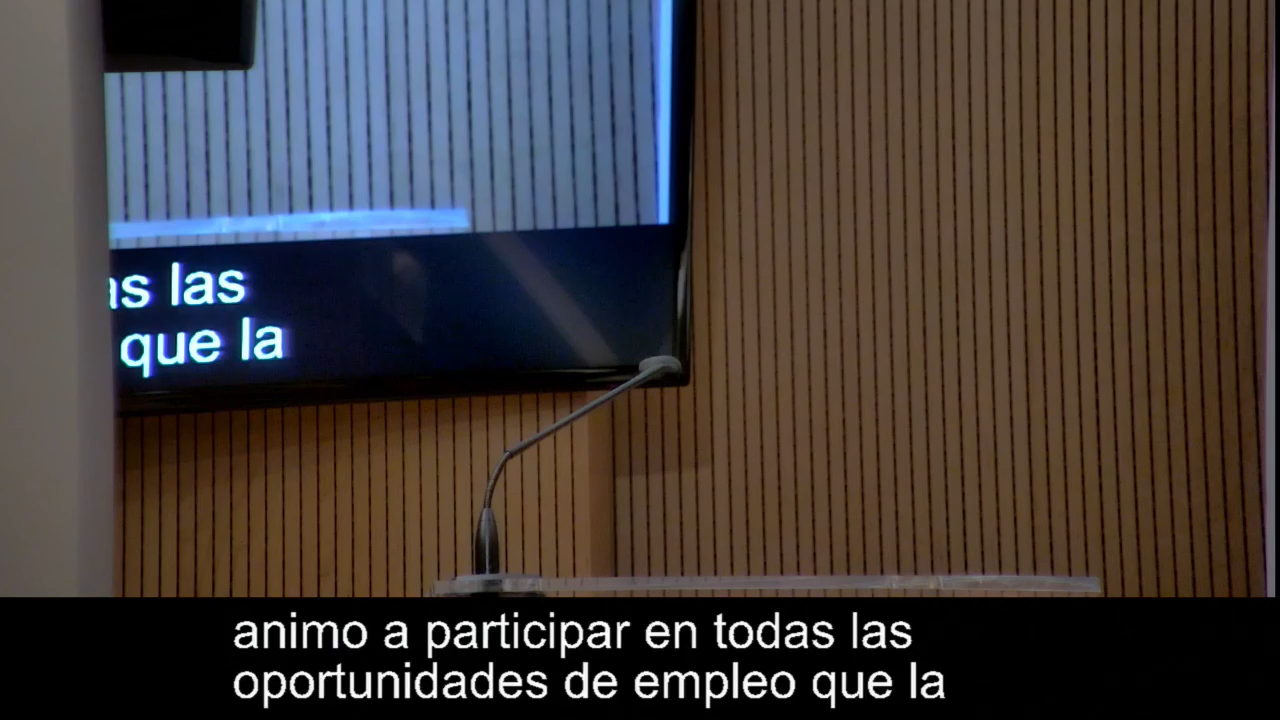 as las
que la
animo a participar en todas las
oportunidades de empleo que la